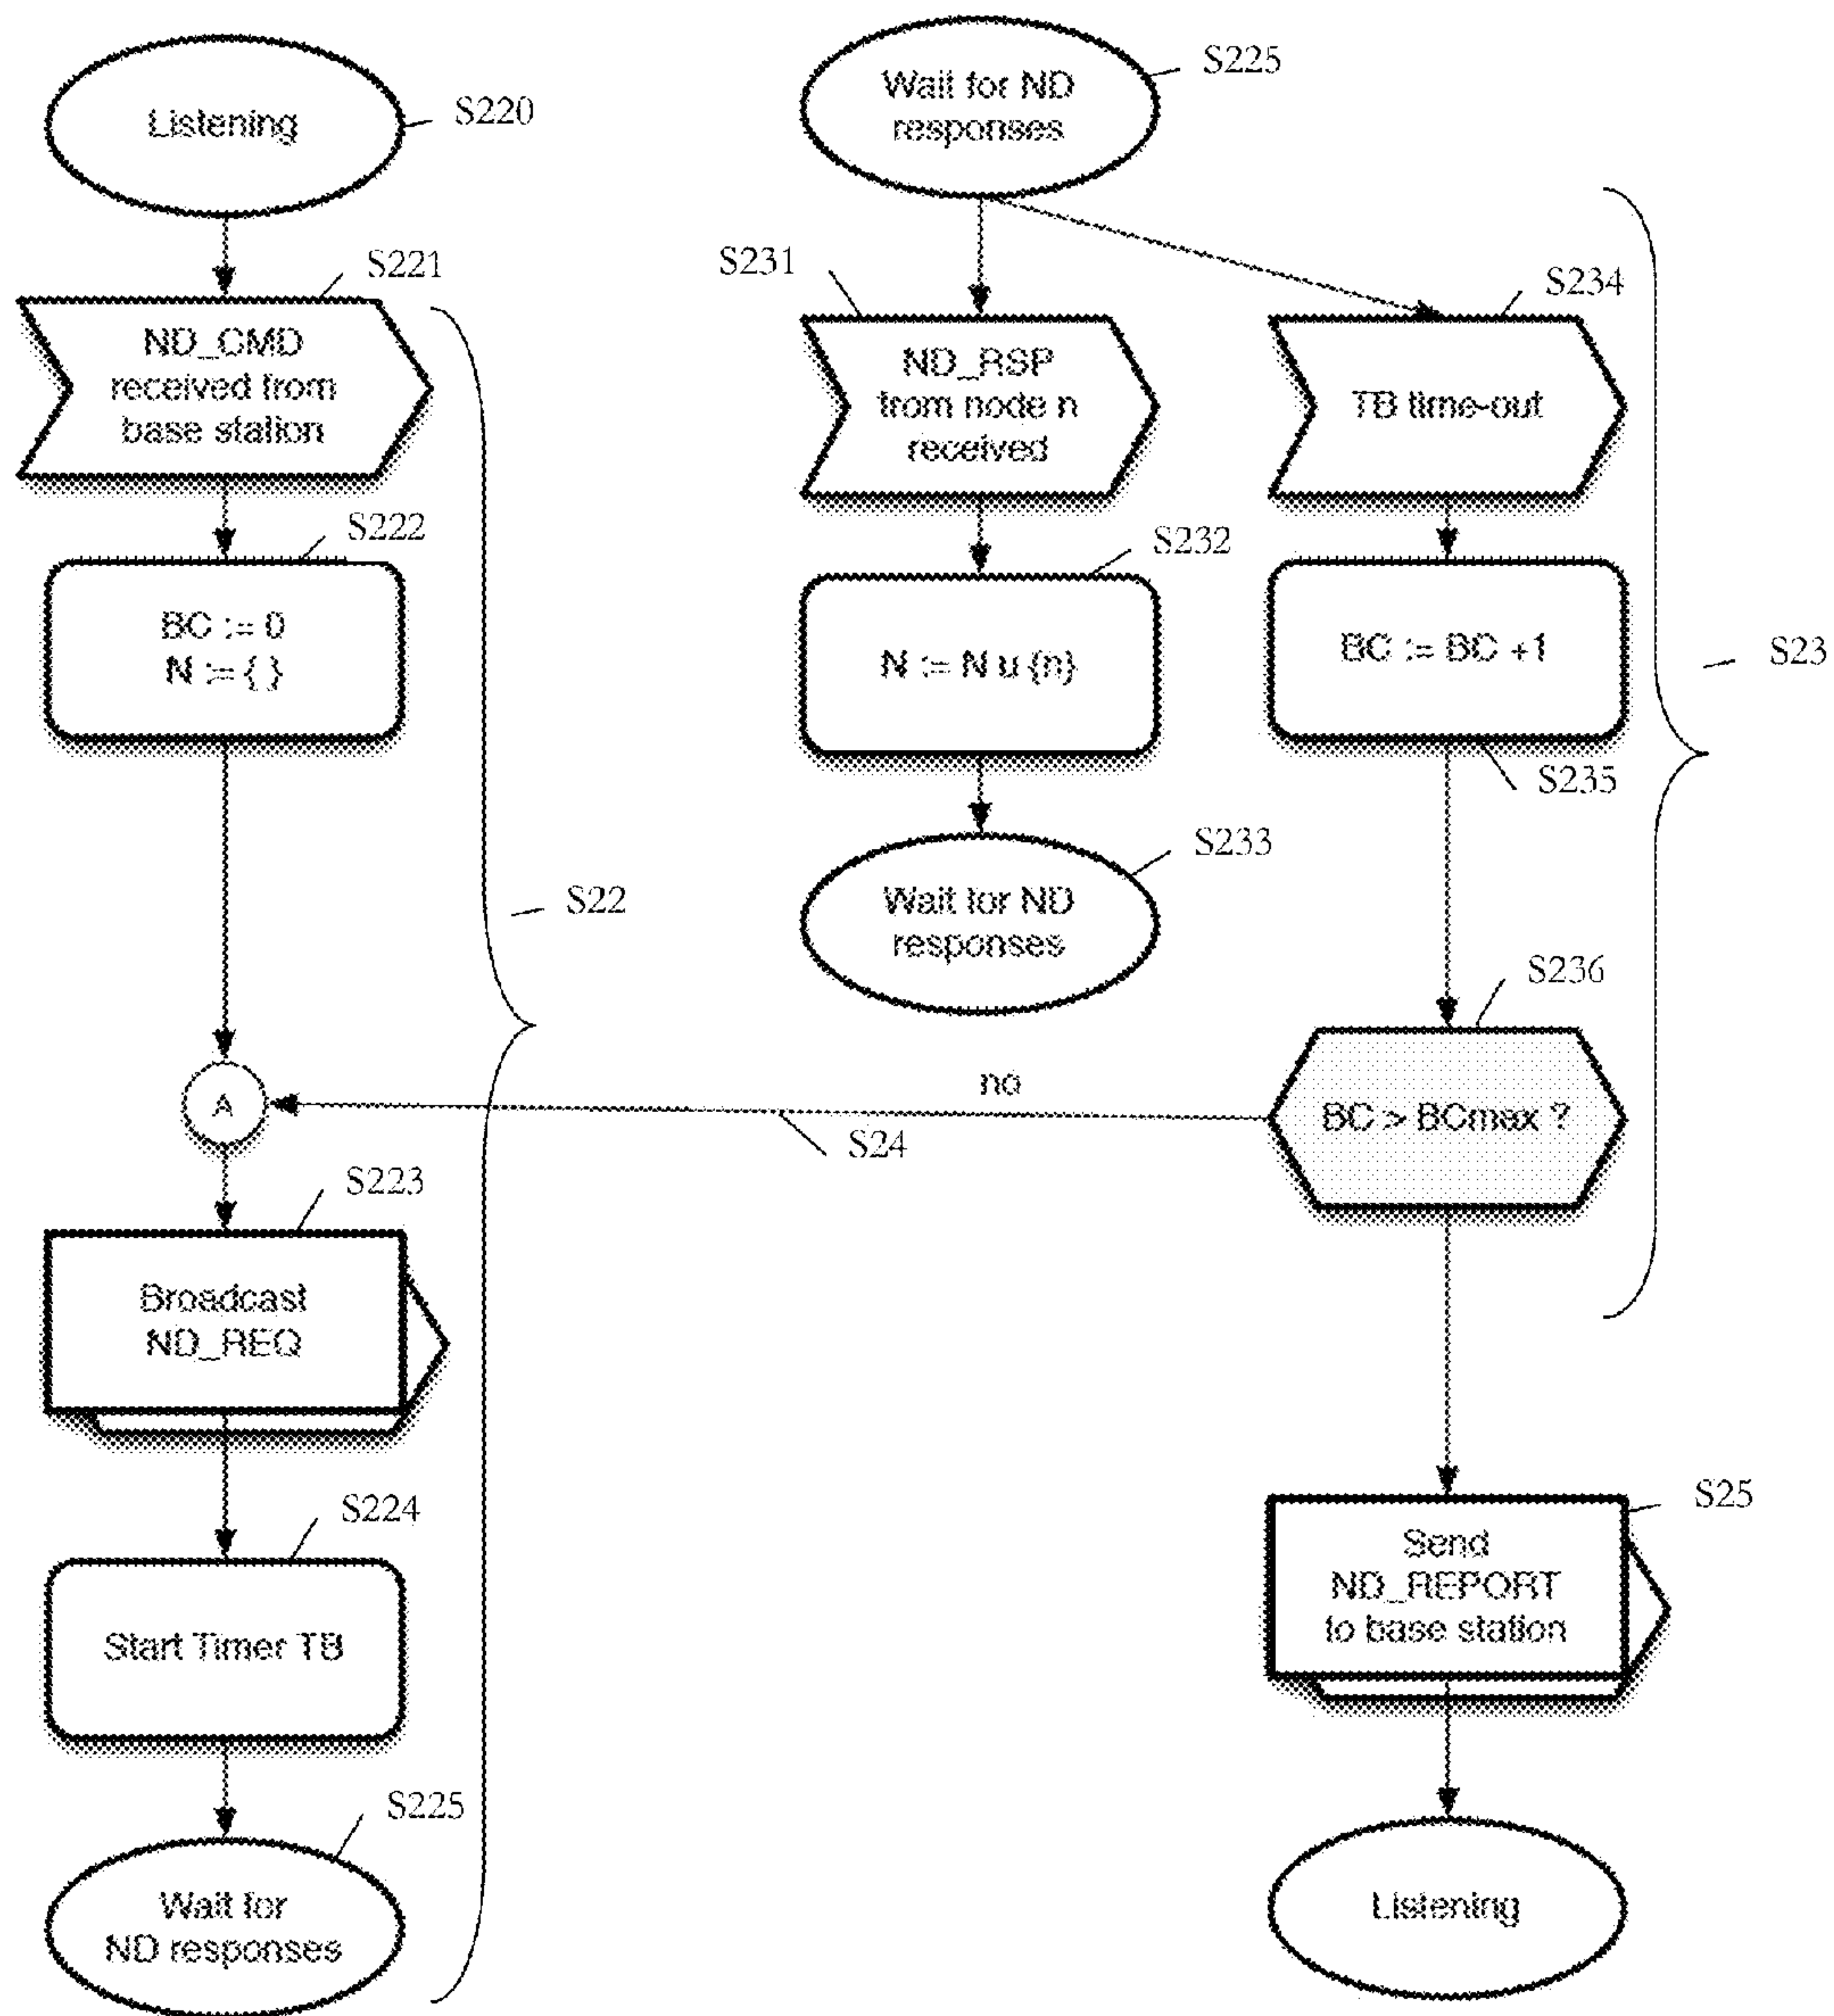 Listening
S220
ND_CMD
received from
base station
S221
BC := 0
N := { }
S222
A
S22
Broadcast
ND_REQ
S223
Start Timer TB
S224
Wait for
ND responses
S225
Wait for ND
responses
S225
ND_RSP
from node n
received
S231
N := N u {n}
S232
Wait for ND
responses
S233
TB time-out
S234
BC := BC +1
S235
S23
BC > BCmax ?
S236
no
S24
Send
ND_REPORT
to base station
S25
Listening